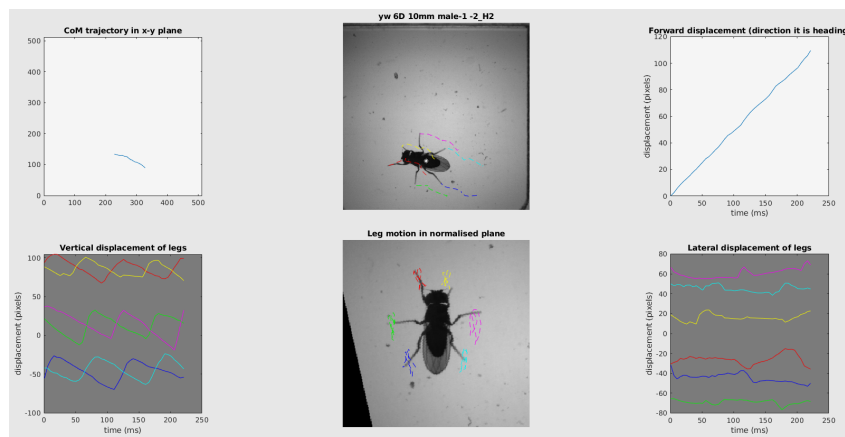 yw 6D 10mm male-1 -2_H2
CoM trajectory in x-y plane
500
400
300
200
100
0
0 100 200 300 400 500
Forward displacement (direction it is heading
displacement (pixels)
120
100
80
60
40
20
0
0 50 100 150 200 250
time (ms)
Vertical displacement of legs
displacement (pixels)
100
50
0
-50
-100
0 50 100 150 200 250
time (ms)
Leg motion in normalised plane
Lateral displacement of legs
displacement (pixels)
80
60
40
20
0
-20
-40
-60
-80
0 50 100 150 200 250
time (ms)